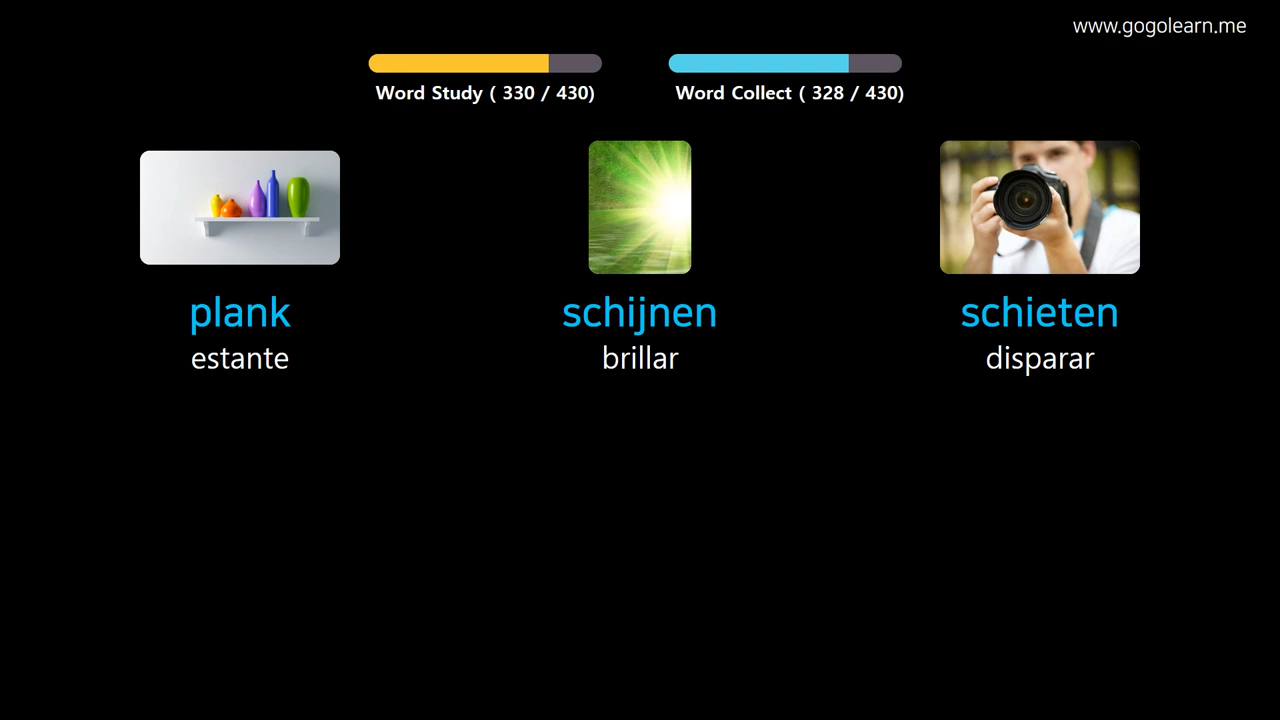 www.gogolearn.me
Word Study ( 330 / 430)
Word Collect ( 328 / 430)
plank
estante
schijnen
brillar
schieten
disparar